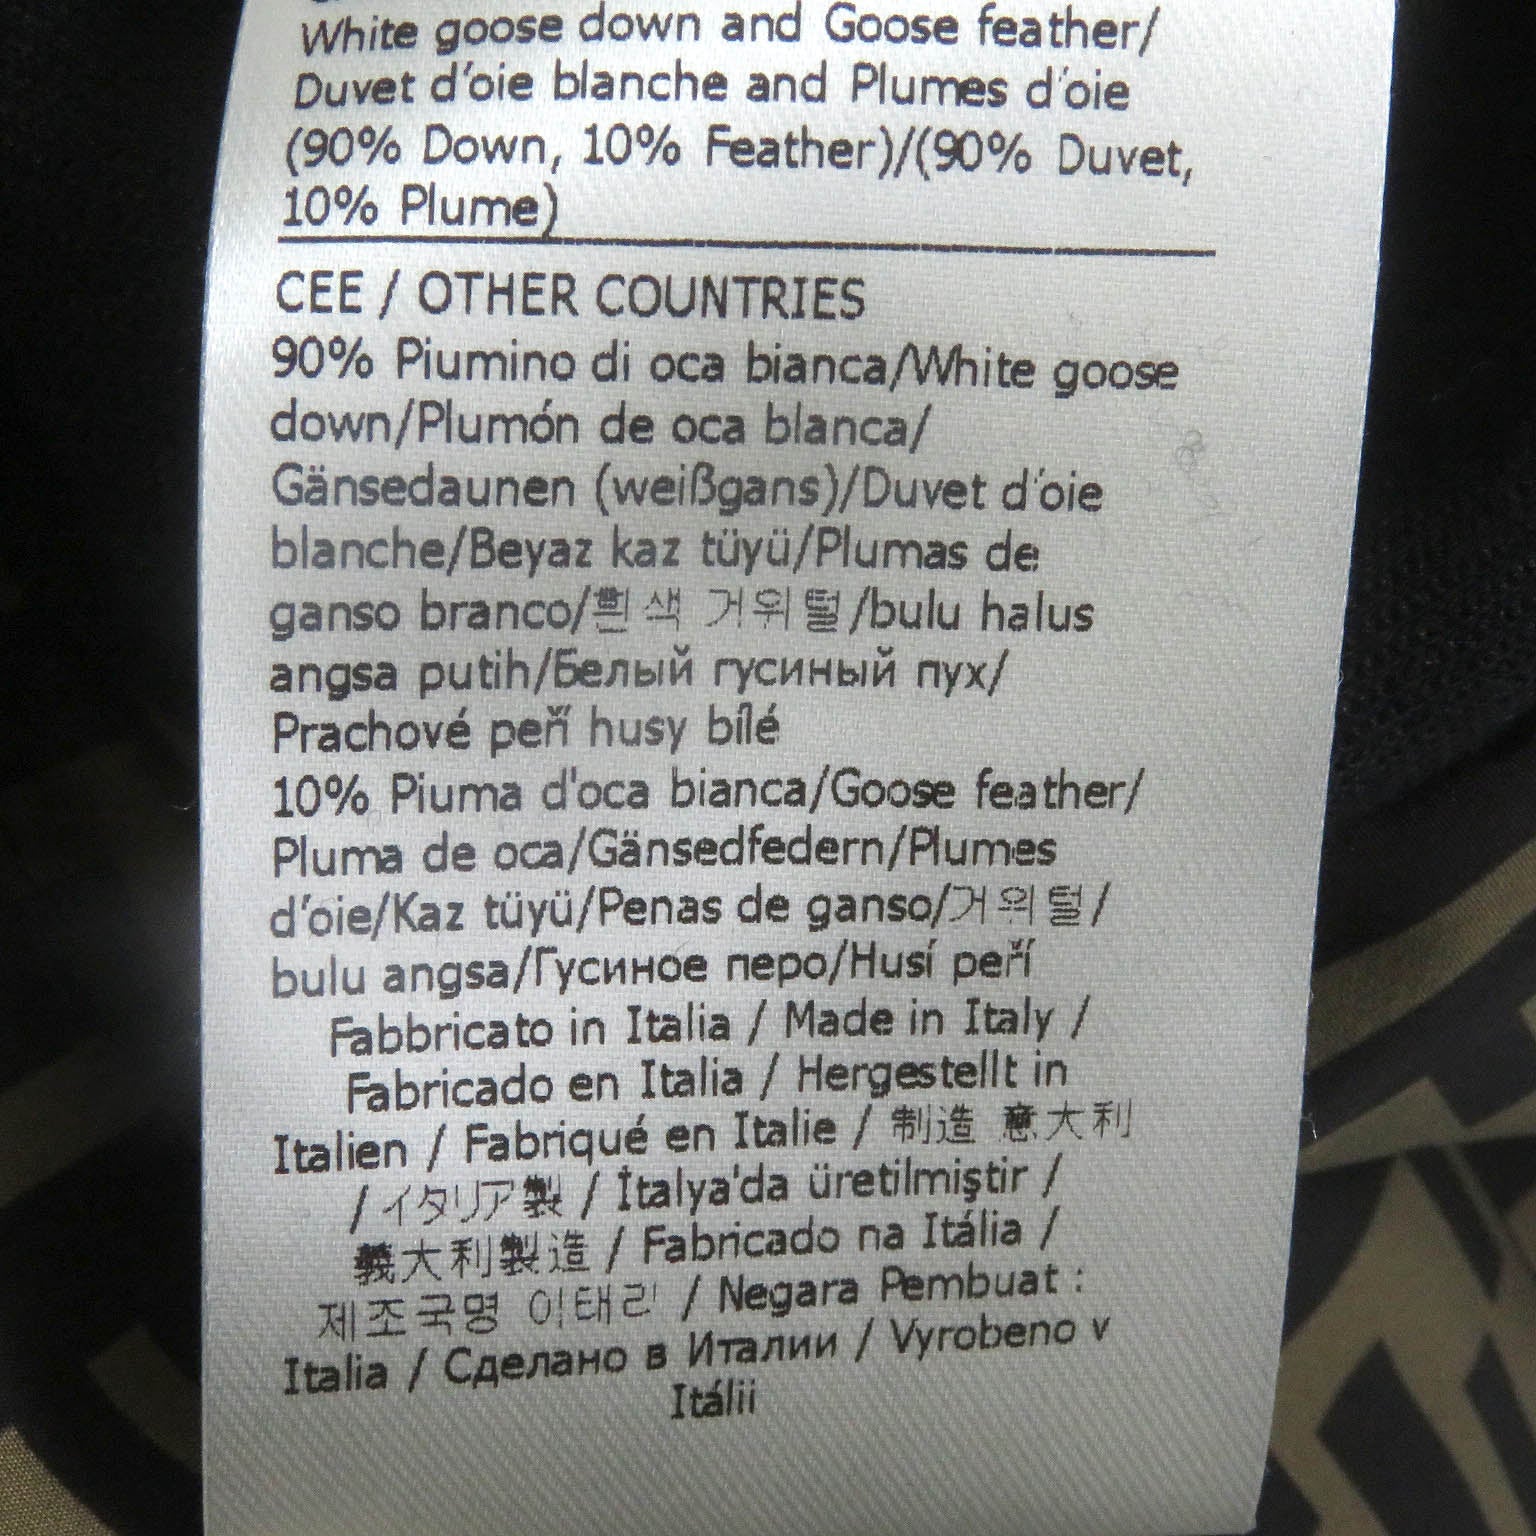 White goose down and Goose feather/
Duvet d'oie blanche and Plumes d'oie
(90% Down, 10% Feather)/(90% Duvet,
10% Plume)
CEE / OTHER COUNTRIES
90% Piumino di oca bianca/White goose
down/Plumón de oca blanca/
Gänsedaunen (weißgans)/Duvet d'oie
blanche/Beyaz kaz tüyü/Plumas de
ganso branco/흰색 거위털/bulu halus
angsa putih/Белый гусиный пух/
Prachové peří husy bílé
10% Piuma d'oca bianca/Goose feather/
Pluma de oca/Gänsedfedern/Plumes
d'oie/Kaz tüyü/Penas de ganso/거위털/
bulu angsa/Гусиное перо/Husí peří
Fabbricato in Italia / Made in Italy /
Fabricado en Italia / Hergestellt in
Italien / Fabriqué en Italie / 制造 意大利
/ イタリア製 / İtalya'da üretilmiştir /
義大利製造 / Fabricado na Itália /
제조국명 이태리 / Negara Pembuat :
Italia / Сделано в Италии / Vyrobeno v
Itálii